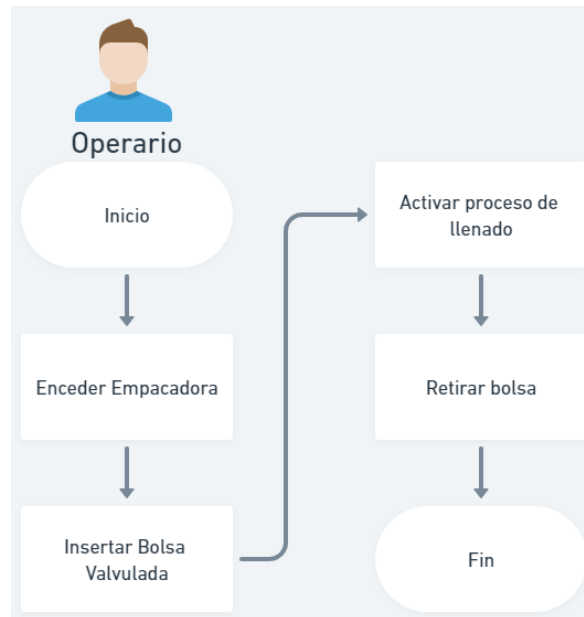 Operario
Inicio
Enceder Empacadora
Insertar Bolsa
Valvulada
Activar proceso de
llenado
Retirar bolsa
Fin